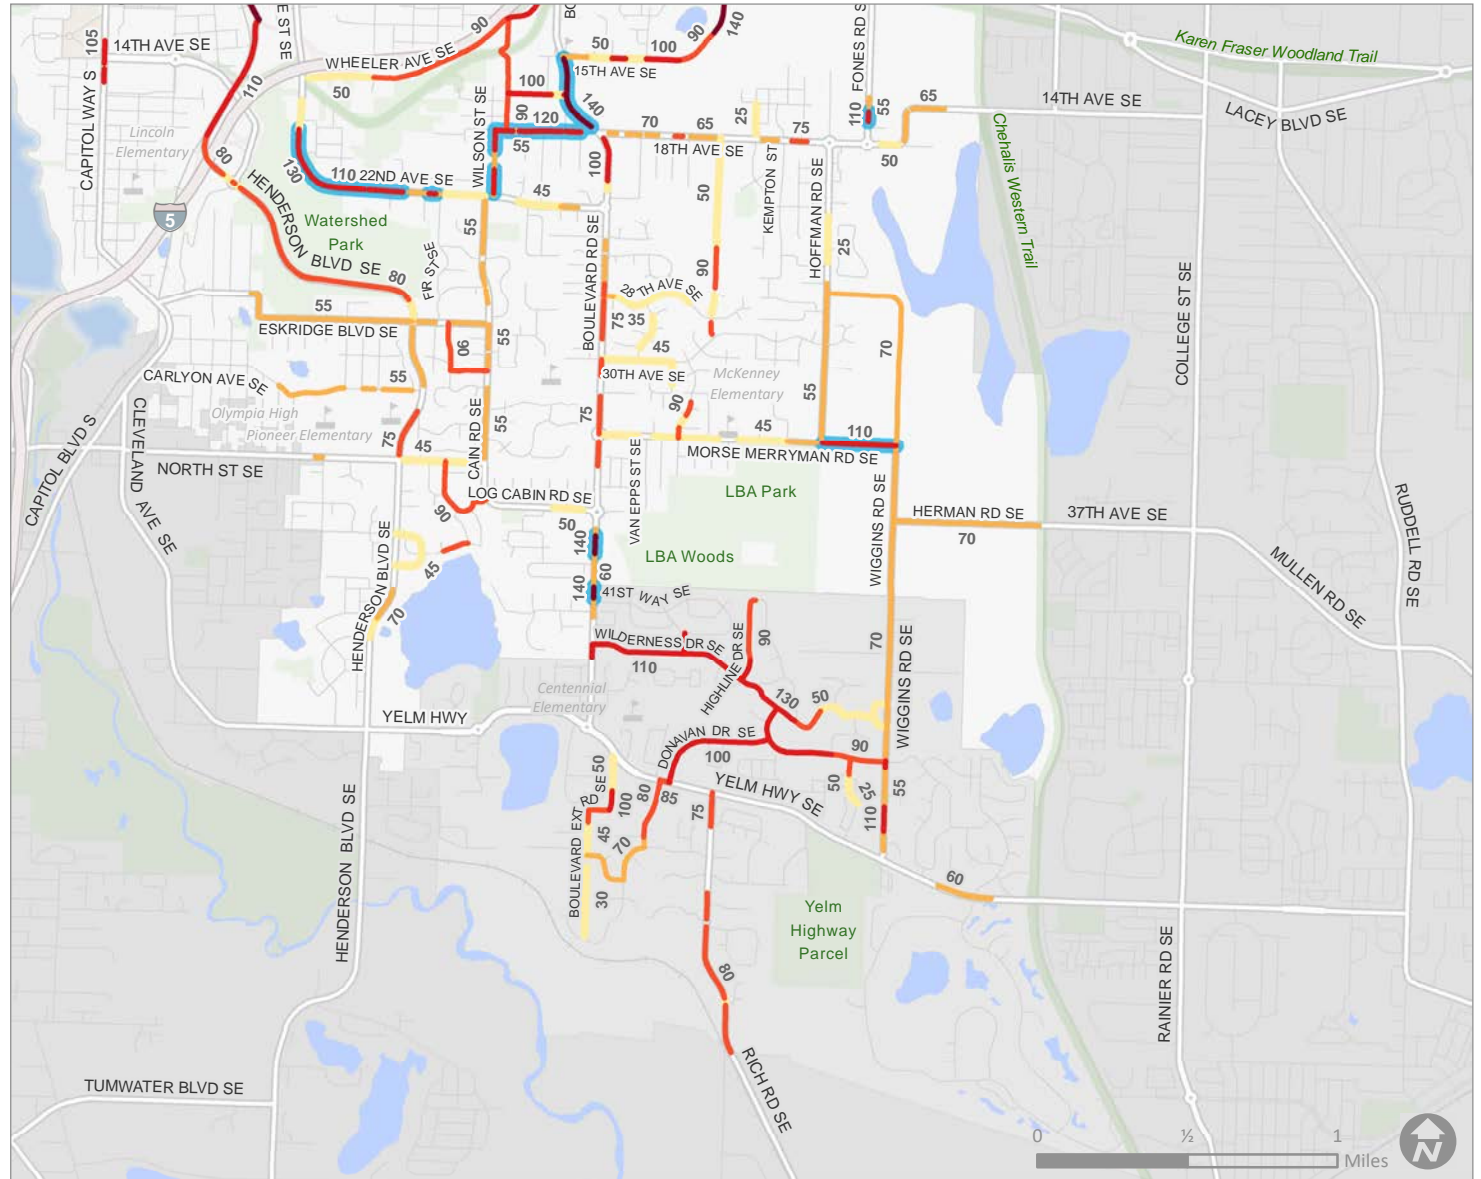 90
140
BO
FONES RD S
E ST SE
105
14TH AVE SE
WHEELER AVE SE
50
100
90
15TH AVE SE
Karen Fraser Woodland Trail
110
50
100
140
WILSON ST SE
90
120
55
25
110
55
65
14TH AVE SE
LACEY BLVD SE
CAPITOL WAY S
Lincoln
Elementary
70
65
75
18TH AVE SE
50
Chehalis Western Trail
80
130
110
22ND AVE SE
45
100
50
KEMPTON ST
HOFFMAN RD SE
5
HENDERSON BLVD SE
Watershed
Park
55
BOULEVARD RD SE
25
80
FIR ST SE
90
28TH AVE SE
COLLEGE ST SE
55
ESKRIDGE BLVD SE
90
55
75
35
45
70
CARLYON AVE SE
55
30TH AVE SE
McKenney
Elementary
55
CLEVELAND AVE SE
Olympia High
Pioneer Elementary
75
45
CAIN RD SE
55
75
90
45
110
MORSE MERRYMAN RD SE
CAPITOL BLVD S
NORTH ST SE
LOG CABIN RD SE
VAN EPPS ST SE
LBA Park
90
50
HERMAN RD SE
37TH AVE SE
70
RUDDELL RD SE
WIGGINS RD SE
HENDERSON BLVD SE
45
140
60
LBA Woods
MULLEN RD SE
140
41ST WAY SE
70
WILDERNESS DR SE
110
HIGHLINE DR SE
90
70
WIGGINS RD SE
Centennial
Elementary
130
50
YELM HWY
DONAVAN DR SE
100
90
50
YELM HWY SE
50
25
55
110
BOULEVARD EXT RD SE
100
80
85
75
45
70
30
60
HENDERSON BLVD SE
Yelm
Highway
Parcel
80
RAINIER RD SE
RICH RD SE
TUMWATER BLVD SE
0
½
1
Miles
N